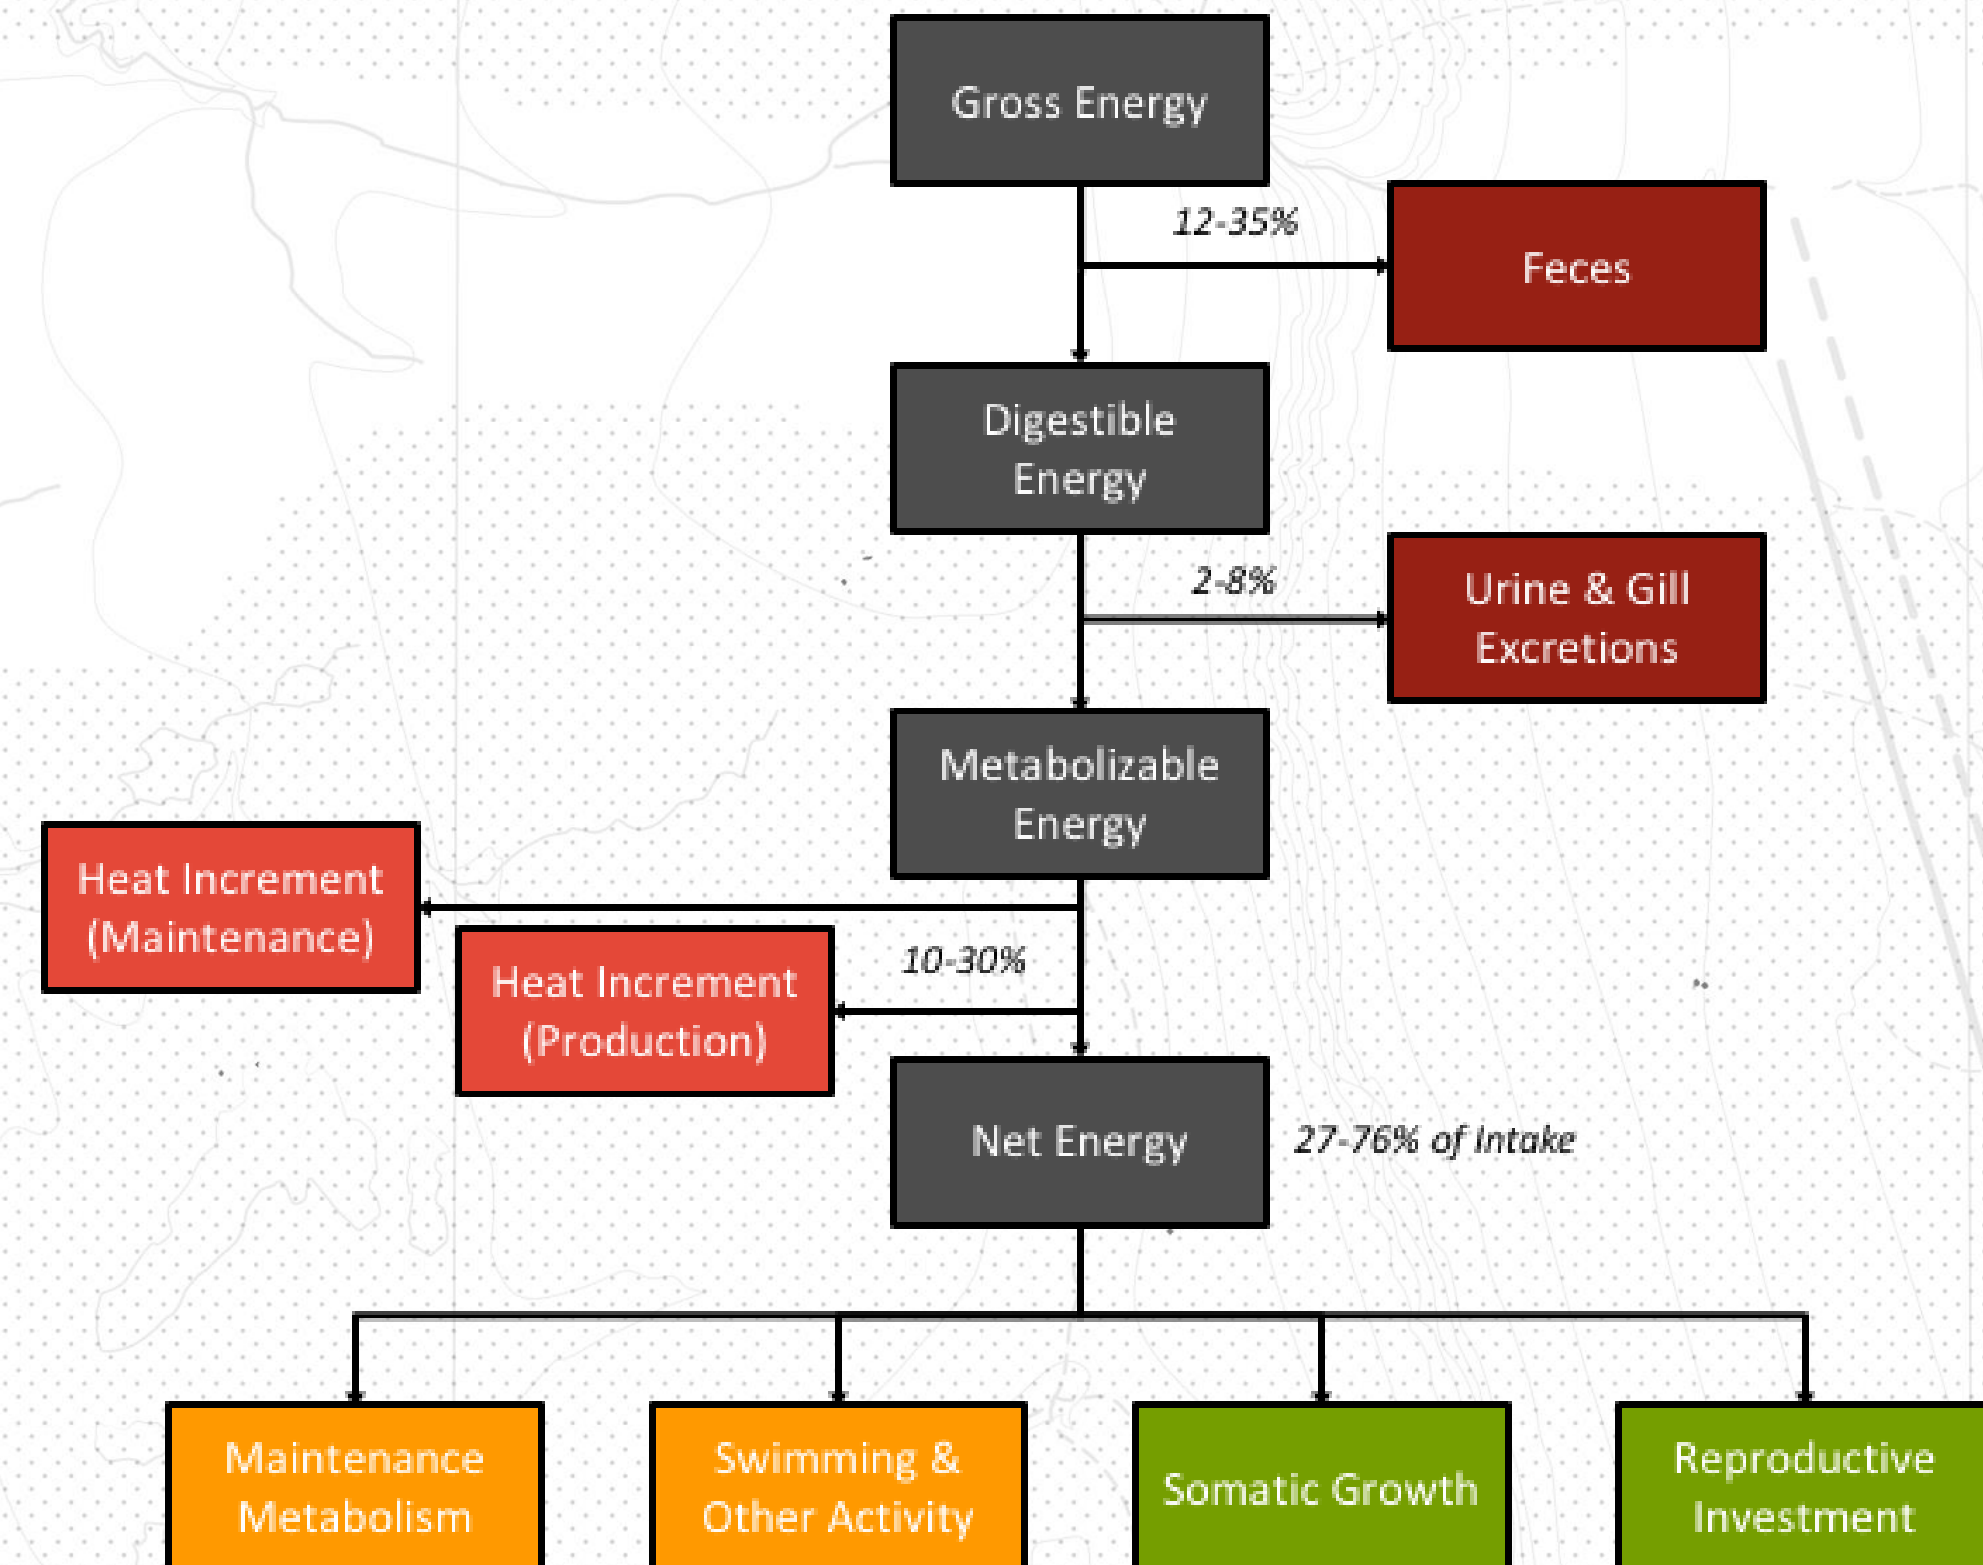 Gross Energy
12-35%
Feces
Digestible
Energy
2-8%
Urine & Gill
Excretions
Metabolizable
Energy
Heat Increment
(Maintenance)
10-30%
Heat Increment
(Production)
Net Energy
27-76% of Intake
Maintenance
Metabolism
Swimming &
Other Activity
Somatic Growth
Reproductive
Investment